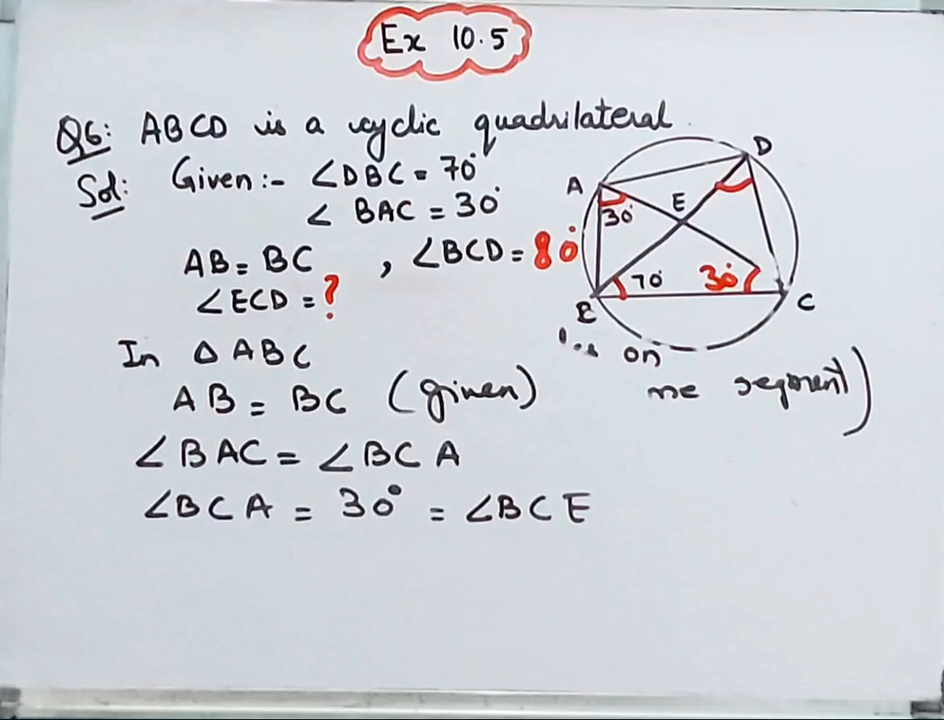 Ex 10.5
Q6: ABCD is a cyclic quadrilateral.
Sol: Given:- ∠DBC = 70°
∠BAC = 30°
AB = BC , ∠BCD = 80°
∠ECD = ?
In △ABC
AB = BC (given)
∠BAC = ∠BCA
∠BCA = 30° = ∠BCE
A
D
E
30°
70°
30°
B
C
on
segment)